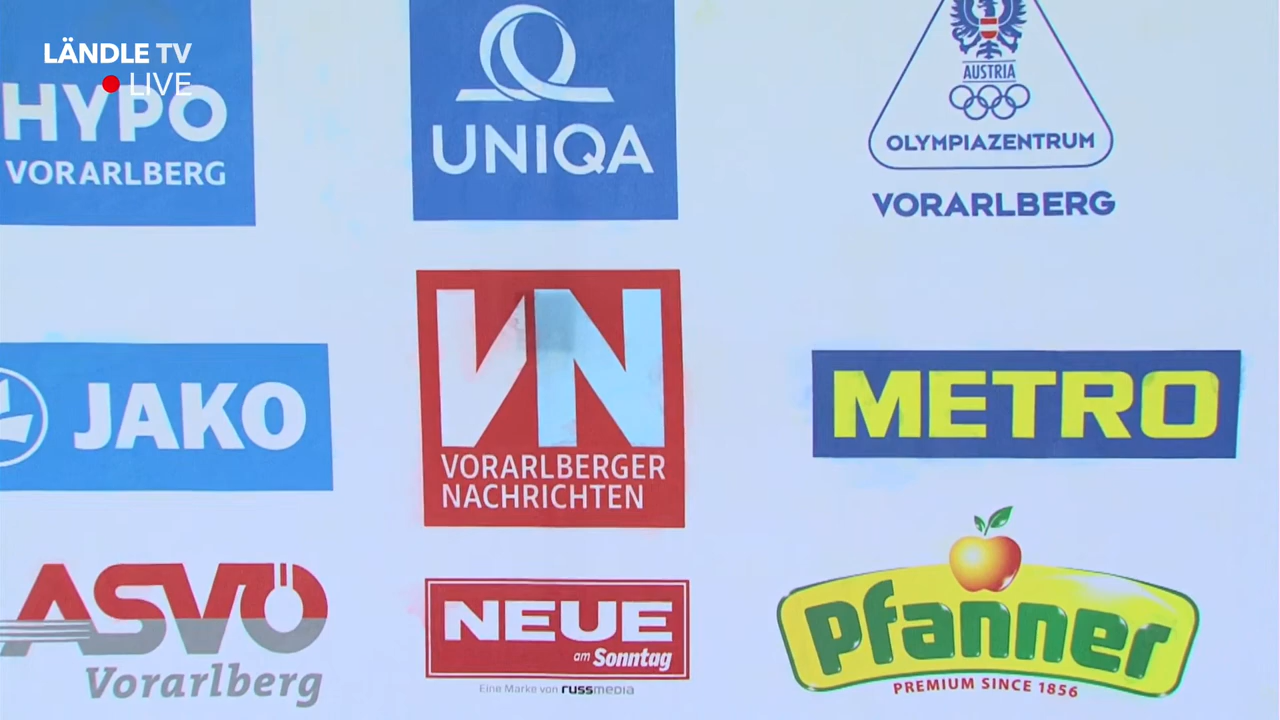 LÄNDLE TV
LIVE
HYPO
VORARLBERG
UNIQA
AUSTRIA
OLYMPIAZENTRUM
VORARLBERG
JAKO
VN
VORARLBERGER
NACHRICHTEN
METRO
ASVÖ
Vorarlberg
NEUE
am Sonntag
Eine Marke von russmedia
Pfanner
PREMIUM SINCE 1856